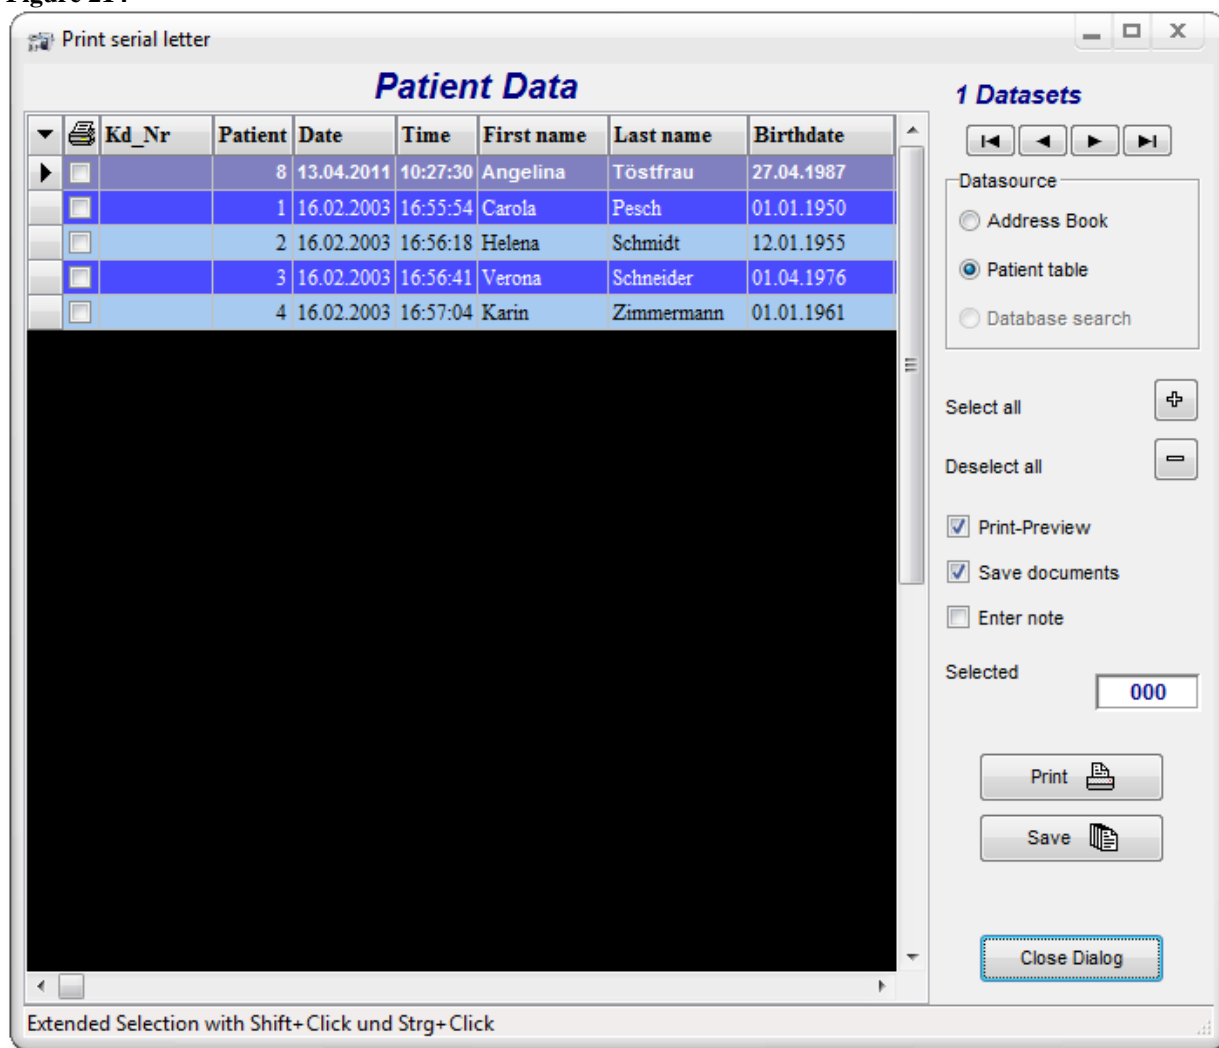 Print serial letter
Patient Data
1 Datasets
Kd_Nr Patient Date Time First name Last name Birthdate
8 13.04.2011 10:27:30 Angelina Töstfrau 27.04.1987
1 16.02.2003 16:55:54 Carola Pesch 01.01.1950
2 16.02.2003 16:56:18 Helena Schmidt 12.01.1955
3 16.02.2003 16:56:41 Verona Schneider 01.04.1976
4 16.02.2003 16:57:04 Karin Zimmermann 01.01.1961
Datasource
Address Book
Patient table
Database search
Select all
Deselect all
Print-Preview
Save documents
Enter note
Selected
000
Print
Save
Close Dialog
Extended Selection with Shift+Click und Strg+Click